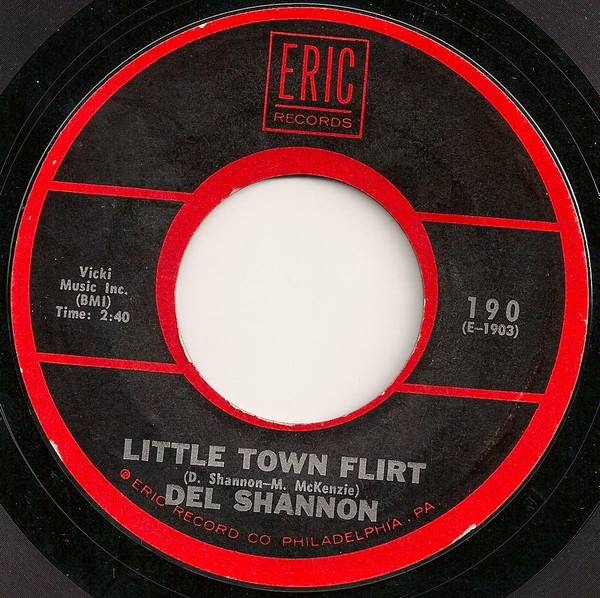 ERIC
RECORDS
Vicki
Music Inc.
(BMI)
Time: 2:40
190
(E-1903)
LITTLE TOWN FLIRT
(D. Shannon-M. McKenzie)
DEL SHANNON
© ERIC RECORD CO PHILADELPHIA. PA